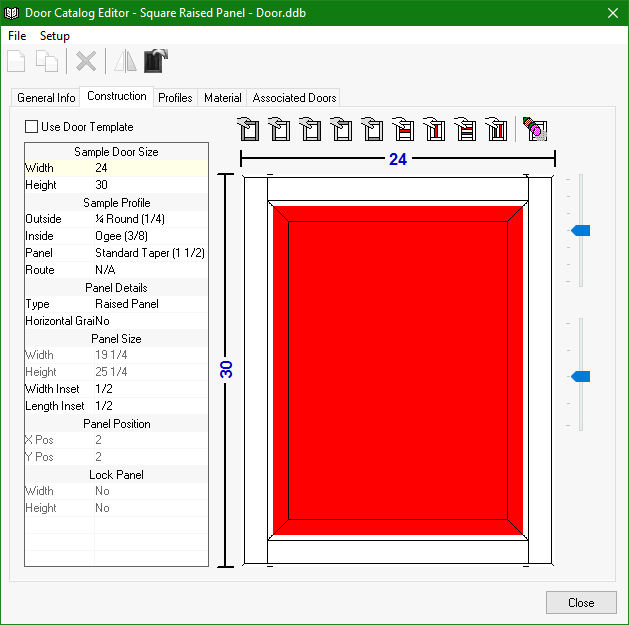 Door Catalog Editor - Square Raised Panel - Door.ddb
File Setup
General Info Construction Profiles Material Associated Doors
Use Door Template
Sample Door Size
Width 24
Height 30
Sample Profile
Outside ¼ Round (1/4)
Inside Ogee (3/8)
Panel Standard Taper (1 1/2)
Route N/A
Panel Details
Type Raised Panel
Horizontal GraiNo
Panel Size
Width 19 1/4
Height 25 1/4
Width Inset 1/2
Length Inset 1/2
Panel Position
X Pos 2
Y Pos 2
Lock Panel
Width No
Height No
24
30
Close